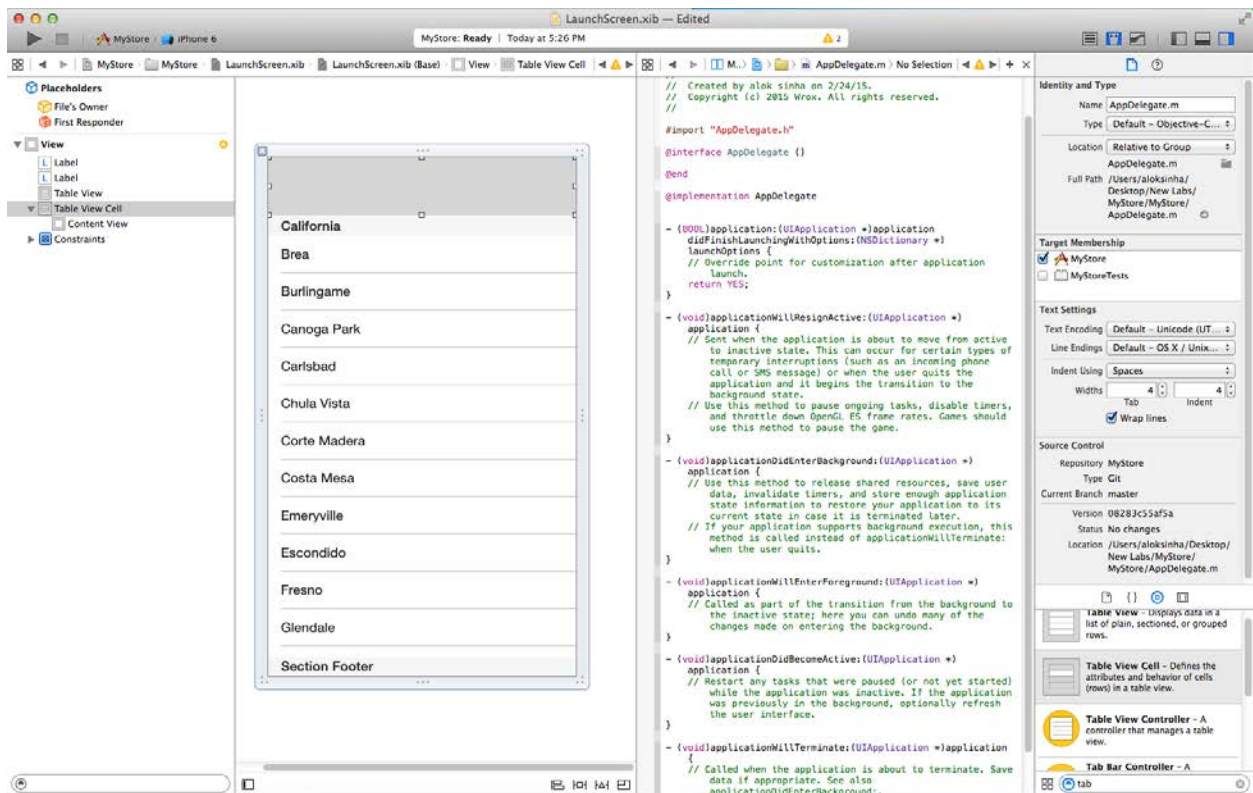 LaunchScreen.xib — Edited
MyStore iPhone 6
MyStore: Ready | Today at 5:26 PM
2
MyStore MyStore LaunchScreen.xib LaunchScreen.xib (Base) View Table View Cell
M... AppDelegate.m No Selection
Placeholders
File's Owner
First Responder
View
L Label
L Label
Table View
Table View Cell
Content View
Constraints
California
Brea
Burlingame
Canoga Park
Carlsbad
Chula Vista
Corte Madera
Costa Mesa
Emeryville
Escondido
Fresno
Glendale
Section Footer
// Created by alok sinha on 2/24/15.
// Copyright (c) 2015 Wrox. All rights reserved.
//
#import "AppDelegate.h"
@interface AppDelegate ()
@end
@implementation AppDelegate
- (BOOL)application:(UIApplication *)application
didFinishLaunchingWithOptions:(NSDictionary *)
launchOptions {
// Override point for customization after application
launch.
return YES;
}
- (void)applicationWillResignActive:(UIApplication *)
application {
// Sent when the application is about to move from active
to inactive state. This can occur for certain types of
temporary interruptions (such as an incoming phone
call or SMS message) or when the user quits the
application and it begins the transition to the
background state.
// Use this method to pause ongoing tasks, disable timers,
and throttle down OpenGL ES frame rates. Games should
use this method to pause the game.
}
- (void)applicationDidEnterBackground:(UIApplication *)
application {
// Use this method to release shared resources, save user
data, invalidate timers, and store enough application
state information to restore your application to its
current state in case it is terminated later.
// If your application supports background execution, this
method is called instead of applicationWillTerminate:
when the user quits.
}
- (void)applicationWillEnterForeground:(UIApplication *)
application {
// Called as part of the transition from the background to
the inactive state; here you can undo many of the
changes made on entering the background.
}
- (void)applicationDidBecomeActive:(UIApplication *)
application {
// Restart any tasks that were paused (or not yet started)
while the application was inactive. If the application
was previously in the background, optionally refresh
the user interface.
}
- (void)applicationWillTerminate:(UIApplication *)application
{
// Called when the application is about to terminate. Save
data if appropriate. See also
applicationDidEnterBackground:.
Identity and Type
Name AppDelegate.m
Type Default – Objective-C...
Location Relative to Group
AppDelegate.m
Full Path /Users/aloksinha/
Desktop/New Labs/
MyStore/MyStore/
AppDelegate.m
Target Membership
MyStore
MyStoreTests
Text Settings
Text Encoding Default – Unicode (UT...
Line Endings Default – OS X / Unix...
Indent Using Spaces
Widths 4 4
Tab Indent
Wrap lines
Source Control
Repository MyStore
Type Git
Current Branch master
Version 08283c55af5a
Status No changes
Location /Users/aloksinha/Desktop/
New Labs/MyStore/
MyStore/AppDelegate.m
{}
Table View – Displays data in a
list of plain, sectioned, or grouped
rows.
Table View Cell – Defines the
attributes and behavior of cells
(rows) in a table view.
Table View Controller – A
controller that manages a table
view.
Tab Bar Controller – A
tab